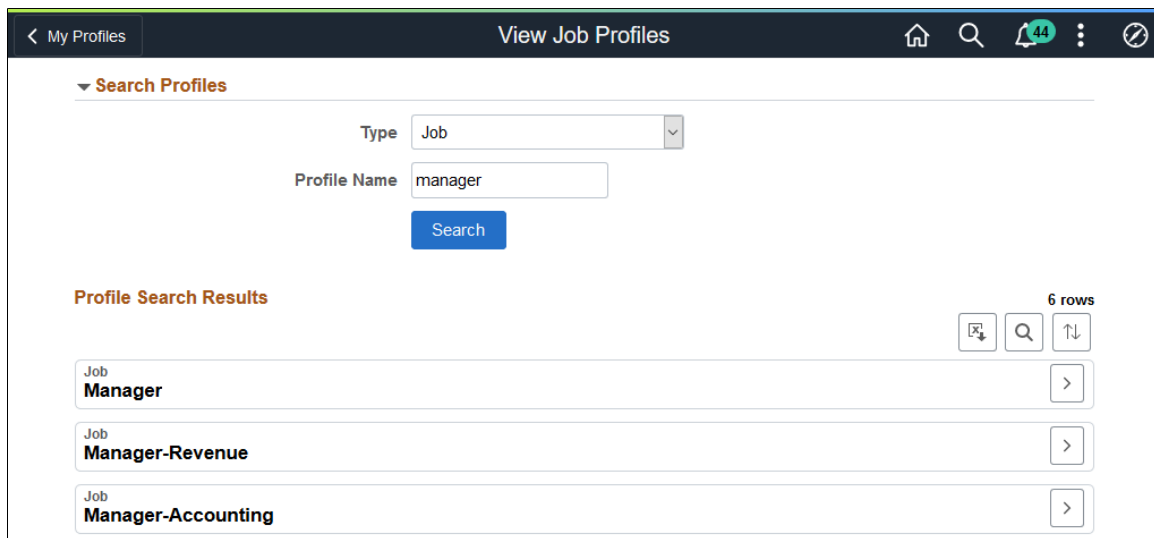 My Profiles
View Job Profiles
44
Search Profiles
Type
Job
Profile Name
manager
Search
Profile Search Results
6 rows
Job
Manager
Job
Manager-Revenue
Job
Manager-Accounting